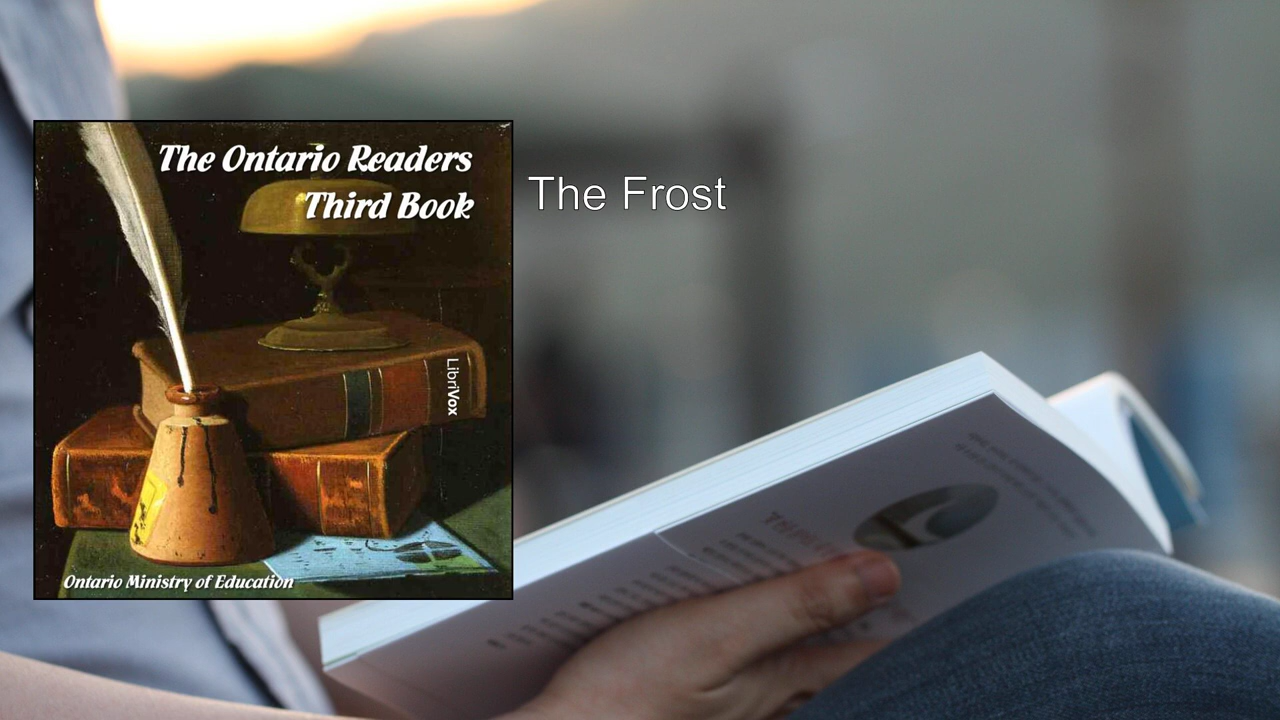 The Ontario Readers
Third Book
LibriVox
Ontario Ministry of Education
The Frost